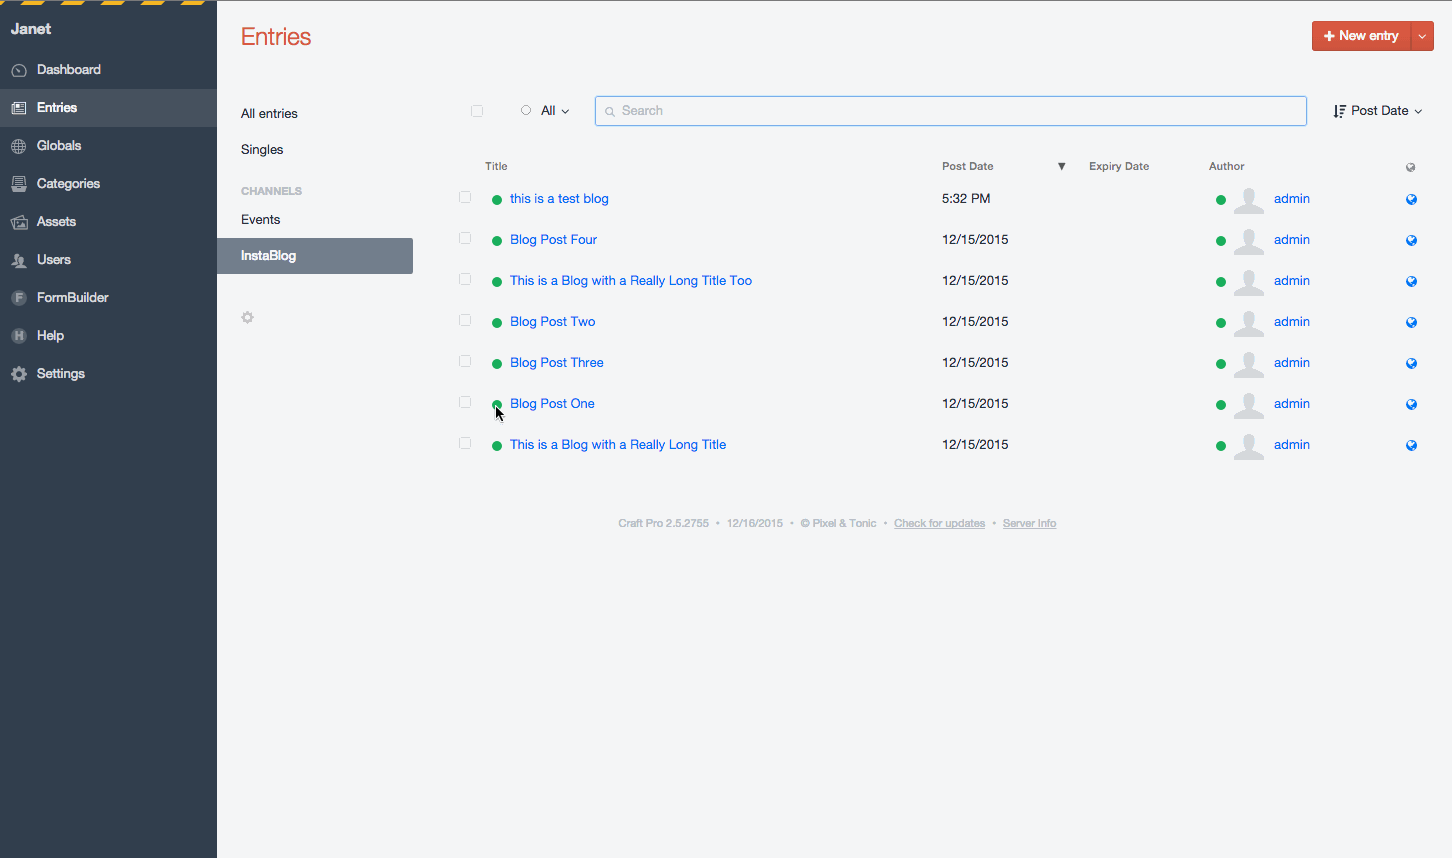 Janet
Dashboard
Entries
Globals
Categories
Assets
Users
F FormBuilder
H Help
Settings
Entries
+ New entry
All entries
Singles
CHANNELS
Events
InstaBlog
All
Search
Post Date
Title Post Date ▼ Expiry Date Author
this is a test blog 5:32 PM admin
Blog Post Four 12/15/2015 admin
This is a Blog with a Really Long Title Too 12/15/2015 admin
Blog Post Two 12/15/2015 admin
Blog Post Three 12/15/2015 admin
Blog Post One 12/15/2015 admin
This is a Blog with a Really Long Title 12/15/2015 admin
Craft Pro 2.5.2755 • 12/16/2015 • © Pixel & Tonic • Check for updates • Server Info